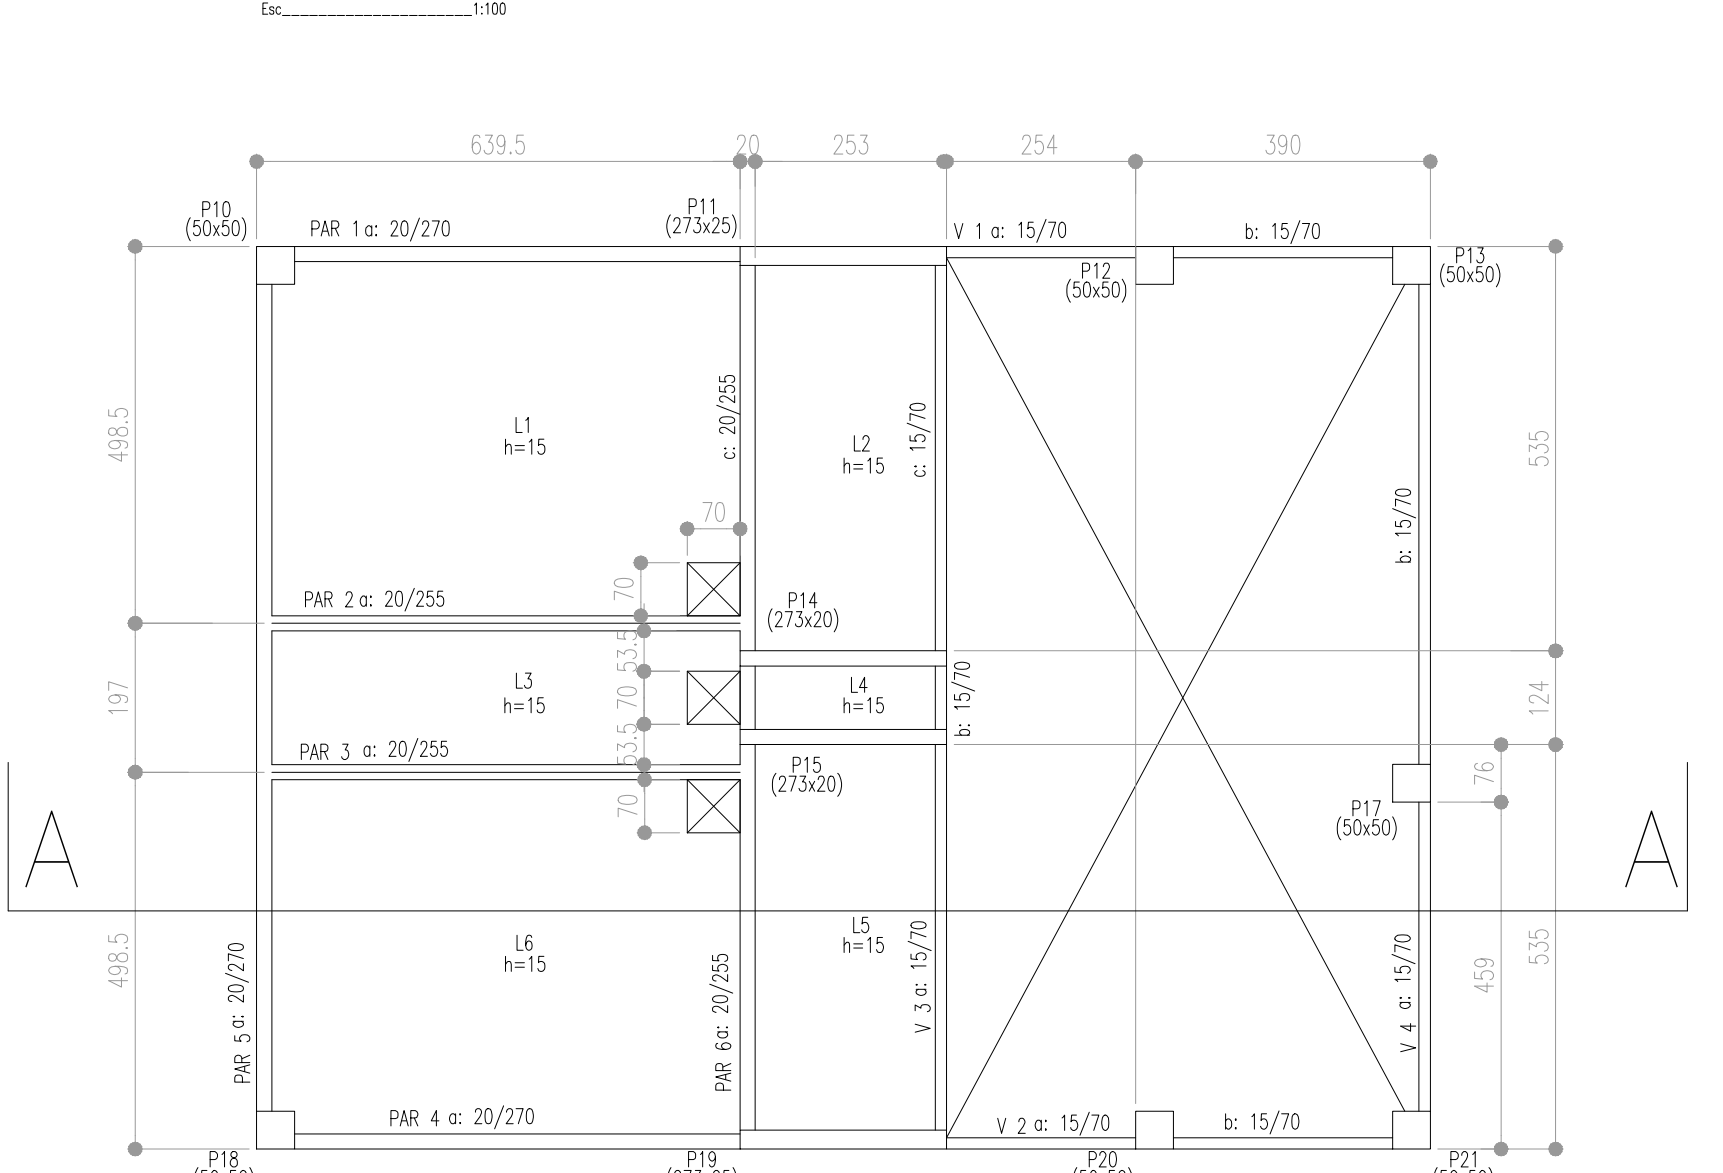 Esc_____________________1:100
639.5
20
253
254
390
P10
(50x50)
PAR 1 a: 20/270
P11
(273x25)
V 1 a: 15/70
b: 15/70
P12
(50x50)
P13
(50x50)
498.5
L1
h=15
c: 20/255
L2
h=15
c: 15/70
535
b: 15/70
70
70
PAR 2 a: 20/255
P14
(273x20)
53.5
197
L3
h=15
70
L4
h=15
b: 15/70
124
53.5
PAR 3 a: 20/255
P15
(273x20)
76
70
P17
(50x50)
A
A
498.5
L6
h=15
L5
h=15
535
459
PAR 5 a: 20/270
PAR 6 a: 20/255
V 3 a: 15/70
V 4 a: 15/70
PAR 4 a: 20/270
V 2 a: 15/70
b: 15/70
P18
(50x50)
P19
(273x25)
P20
(50x50)
P21
(50x50)